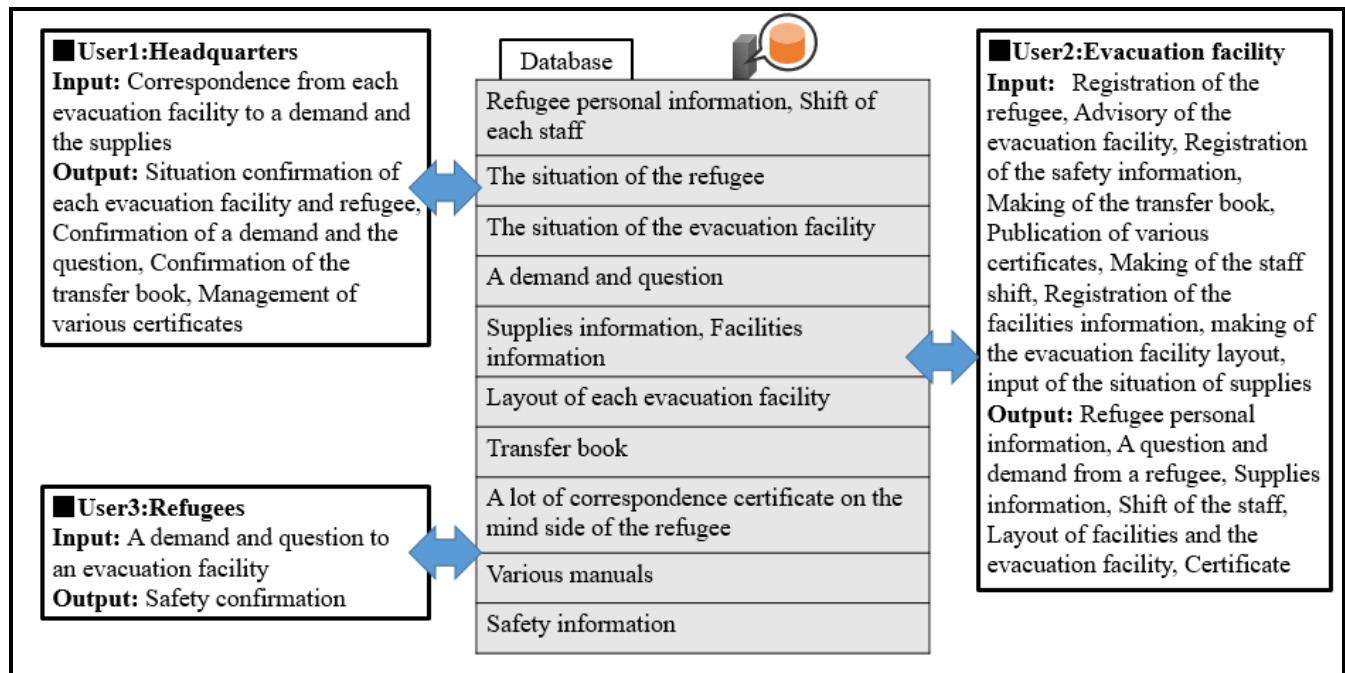 ■User1:Headquarters
Input: Correspondence from each
evacuation facility to a demand and
the supplies
Output: Situation confirmation of
each evacuation facility and refugee,
Confirmation of a demand and the
question, Confirmation of the
transfer book, Management of
various certificates
■User3:Refugees
Input: A demand and question to
an evacuation facility
Output: Safety confirmation
Database
Refugee personal information, Shift of
each staff
The situation of the refugee
The situation of the evacuation facility
A demand and question
Supplies information, Facilities
information
Layout of each evacuation facility
Transfer book
A lot of correspondence certificate on the
mind side of the refugee
Various manuals
Safety information
■User2:Evacuation facility
Input: Registration of the
refugee, Advisory of the
evacuation facility, Registration
of the safety information,
Making of the transfer book,
Publication of various
certificates, Making of the staff
shift, Registration of the
facilities information, making of
the evacuation facility layout,
input of the situation of supplies
Output: Refugee personal
information, A question and
demand from a refugee, Supplies
information, Shift of the staff,
Layout of facilities and the
evacuation facility, Certificate